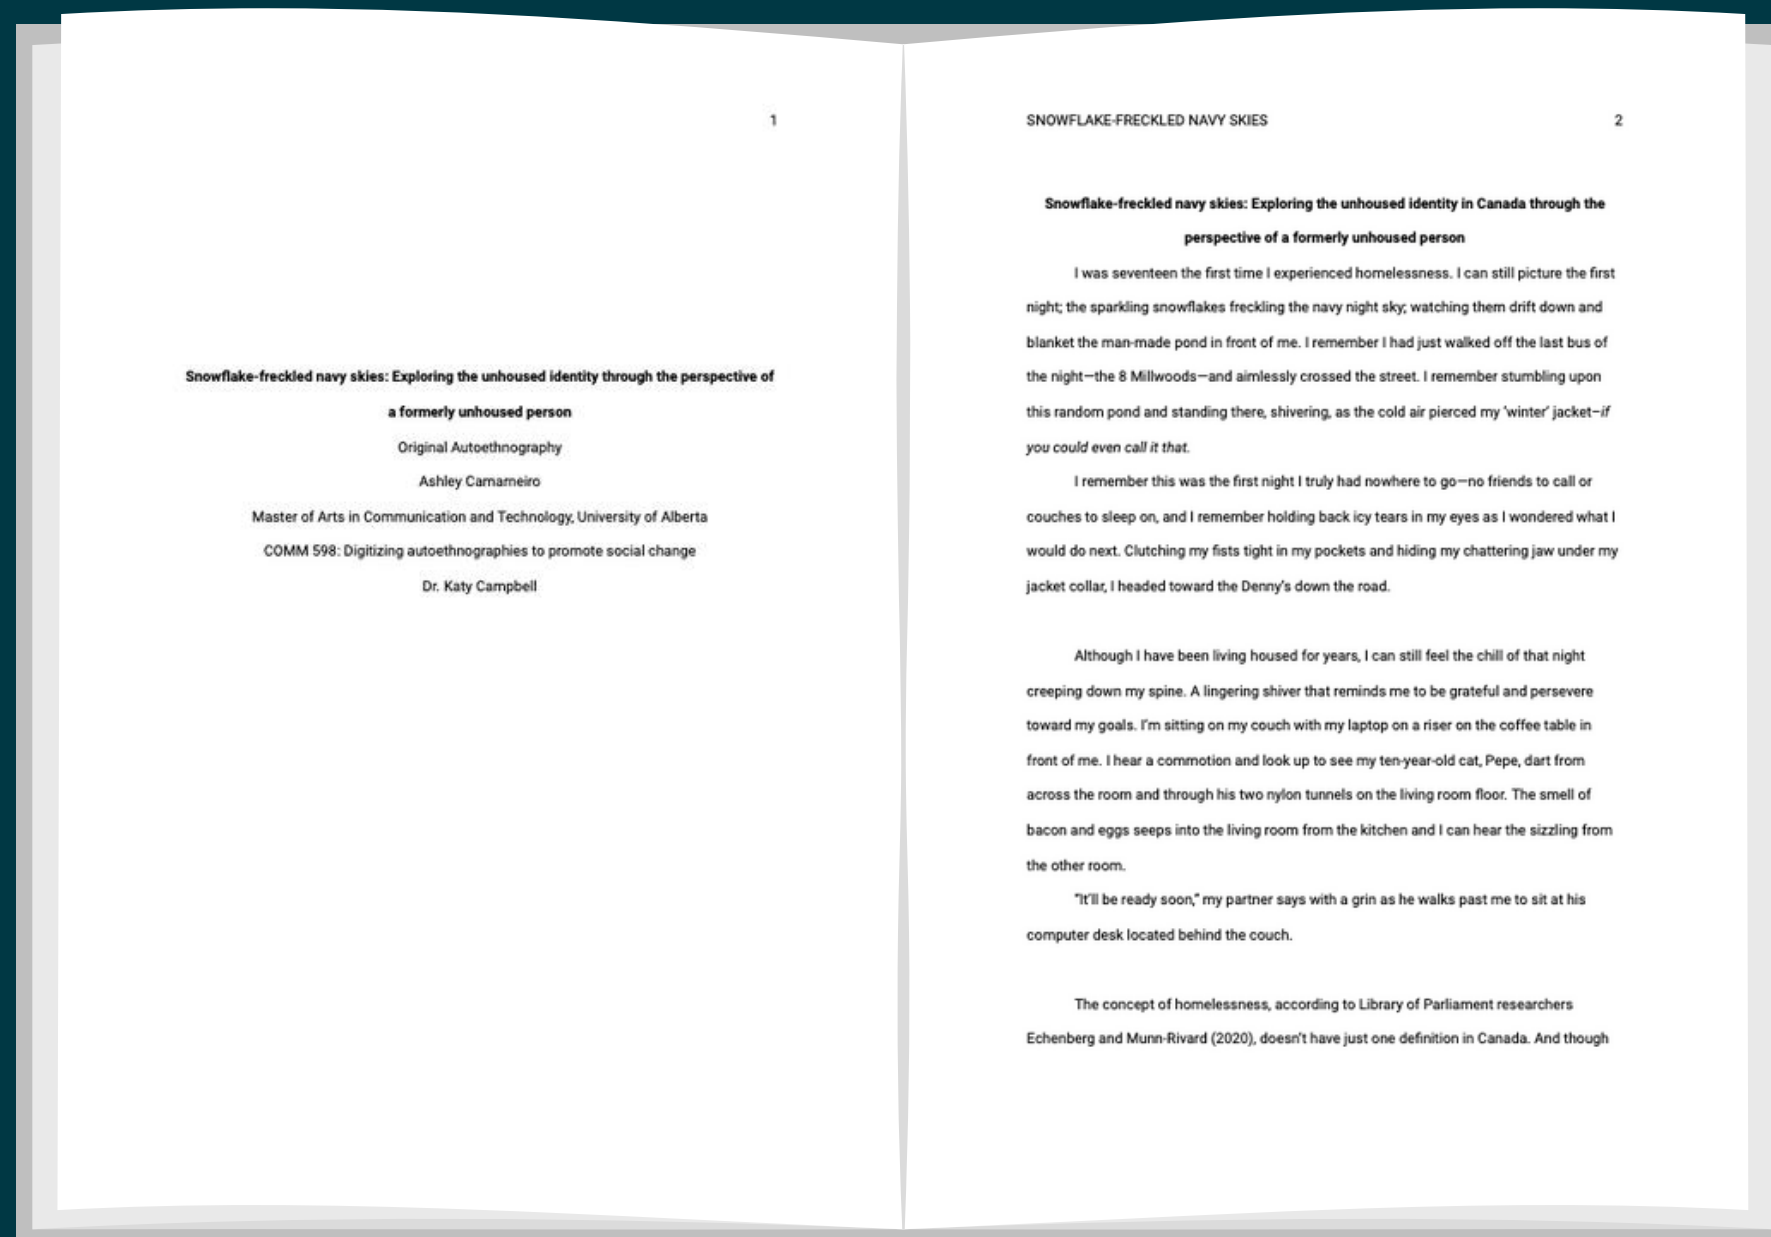 1
Snowflake-freckled navy skies: Exploring the unhoused identity through the perspective of
a formerly unhoused person
Original Autoethnography
Ashley Camarneiro
Master of Arts in Communication and Technology, University of Alberta
COMM 598: Digitizing autoethnographies to promote social change
Dr. Katy Campbell
SNOWFLAKE-FRECKLED NAVY SKIES 2
Snowflake-freckled navy skies: Exploring the unhoused identity in Canada through the
perspective of a formerly unhoused person
I was seventeen the first time I experienced homelessness. I can still picture the first
night; the sparkling snowflakes freckling the navy night sky; watching them drift down and
blanket the man-made pond in front of me. I remember I had just walked off the last bus of
the night—the 8 Millwoods—and aimlessly crossed the street. I remember stumbling upon
this random pond and standing there, shivering, as the cold air pierced my ‘winter’ jacket–if
you could even call it that.
I remember this was the first night I truly had nowhere to go—no friends to call or
couches to sleep on, and I remember holding back icy tears in my eyes as I wondered what I
would do next. Clutching my fists tight in my pockets and hiding my chattering jaw under my
jacket collar, I headed toward the Denny’s down the road.
Although I have been living housed for years, I can still feel the chill of that night
creeping down my spine. A lingering shiver that reminds me to be grateful and persevere
toward my goals. I’m sitting on my couch with my laptop on a riser on the coffee table in
front of me. I hear a commotion and look up to see my ten-year-old cat, Pepe, dart from
across the room and through his two nylon tunnels on the living room floor. The smell of
bacon and eggs seeps into the living room from the kitchen and I can hear the sizzling from
the other room.
“It’ll be ready soon,” my partner says with a grin as he walks past me to sit at his
computer desk located behind the couch.
The concept of homelessness, according to Library of Parliament researchers
Echenberg and Munn-Rivard (2020), doesn’t have just one definition in Canada. And though